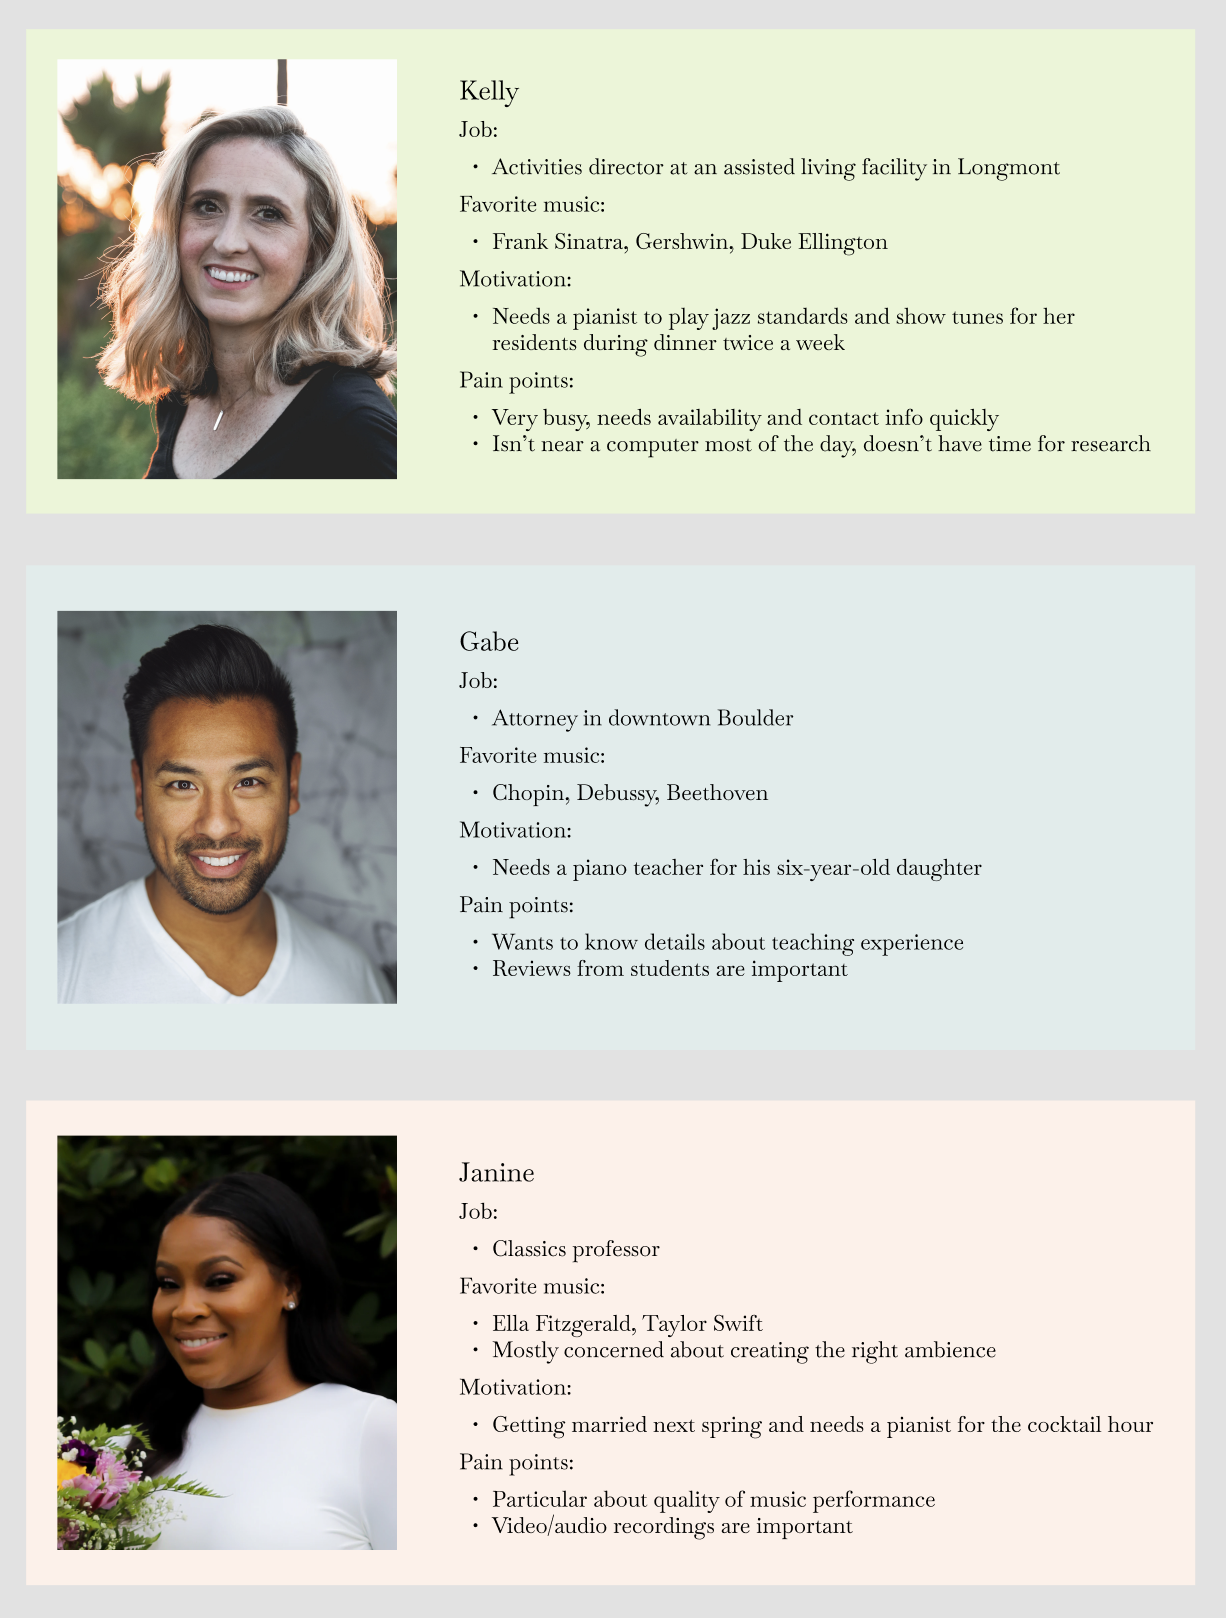 Kelly
Job:
• Activities director at an assisted living facility in Longmont
Favorite music:
• Frank Sinatra, Gershwin, Duke Ellington
Motivation:
• Needs a pianist to play jazz standards and show tunes for her
residents during dinner twice a week
Pain points:
• Very busy, needs availability and contact info quickly
• Isn’t near a computer most of the day, doesn’t have time for research
Gabe
Job:
• Attorney in downtown Boulder
Favorite music:
• Chopin, Debussy, Beethoven
Motivation:
• Needs a piano teacher for his six-year-old daughter
Pain points:
• Wants to know details about teaching experience
• Reviews from students are important
Janine
Job:
• Classics professor
Favorite music:
• Ella Fitzgerald, Taylor Swift
• Mostly concerned about creating the right ambience
Motivation:
• Getting married next spring and needs a pianist for the cocktail hour
Pain points:
• Particular about quality of music performance
• Video/audio recordings are important